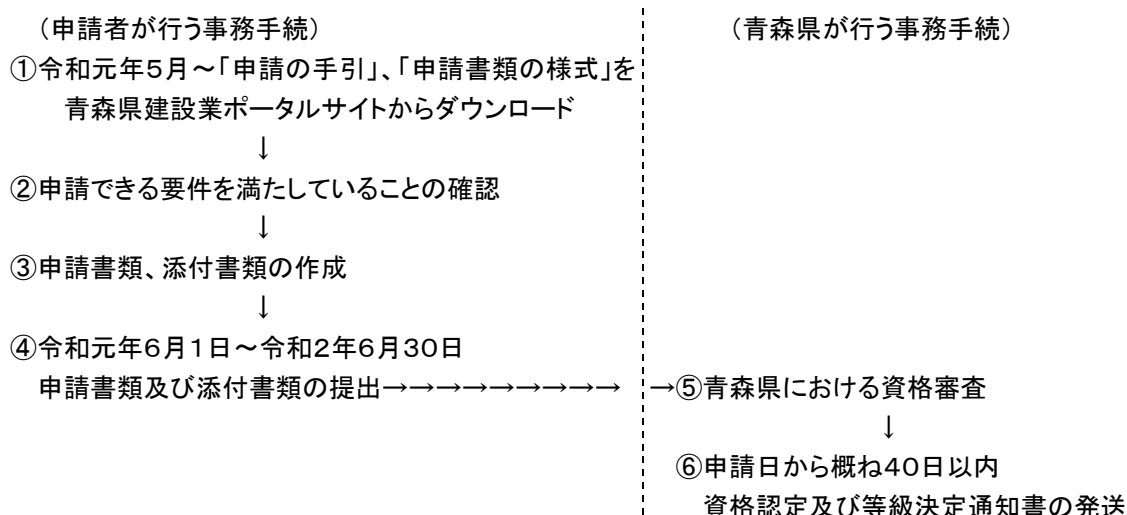 （申請者が行う事務手続）
（青森県が行う事務手続）
①令和元年５月～「申請の手引」、「申請書類の様式」を
青森県建設業ポータルサイトからダウンロード
↓
②申請できる要件を満たしていることの確認
↓
③申請書類、添付書類の作成
↓
④令和元年６月１日～令和２年６月３０日
申請書類及び添付書類の提出→→→→→→→→→ →⑤青森県における資格審査
↓
⑥申請日から概ね４０日以内
資格認定及び等級決定通知書の発送